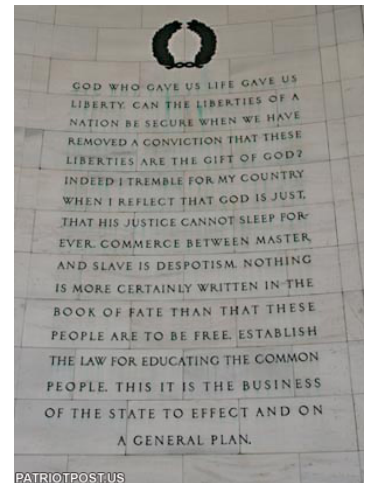 GOD WHO GAVE US LIFE GAVE US
LIBERTY. CAN THE LIBERTIES OF A
NATION BE SECURE WHEN WE HAVE
REMOVED A CONVICTION THAT THESE
LIBERTIES ARE THE GIFT OF GOD?
INDEED I TREMBLE FOR MY COUNTRY
WHEN I REFLECT THAT GOD IS JUST,
THAT HIS JUSTICE CANNOT SLEEP FOR-
EVER. COMMERCE BETWEEN MASTER
AND SLAVE IS DESPOTISM. NOTHING
IS MORE CERTAINLY WRITTEN IN THE
BOOK OF FATE THAN THAT THESE
PEOPLE ARE TO BE FREE. ESTABLISH
THE LAW FOR EDUCATING THE COMMON
PEOPLE. THIS IT IS THE BUSINESS
OF THE STATE TO EFFECT AND ON
A GENERAL PLAN.
PATRIOTPOST.US